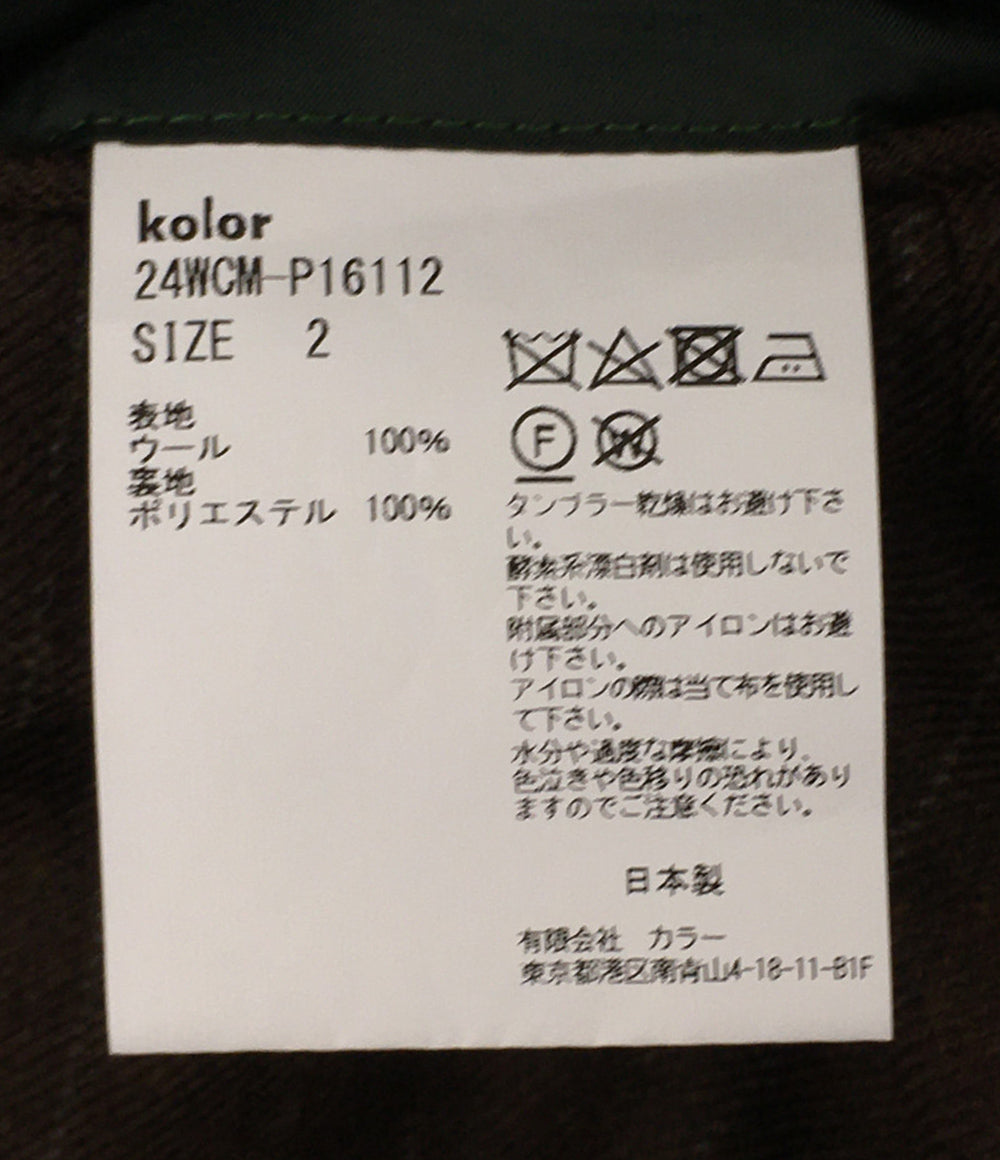 kolor
24WCM-P16112
SIZE 2
表地
ウール 100%
裏地
ポリエステル 100%
F
W
タンブラー乾燥はお避け下さ
い。
酵素系漂白剤は使用しないで
下さい。
附属部分へのアイロンはお避
け下さい。
アイロンの際は当て布を使用し
て下さい。
水分や過度な摩擦により、
色泣きや色移りの恐れがあり
ますのでご注意ください。
日本製
有限会社 カラー
東京都港区南青山4-18-11-B1F